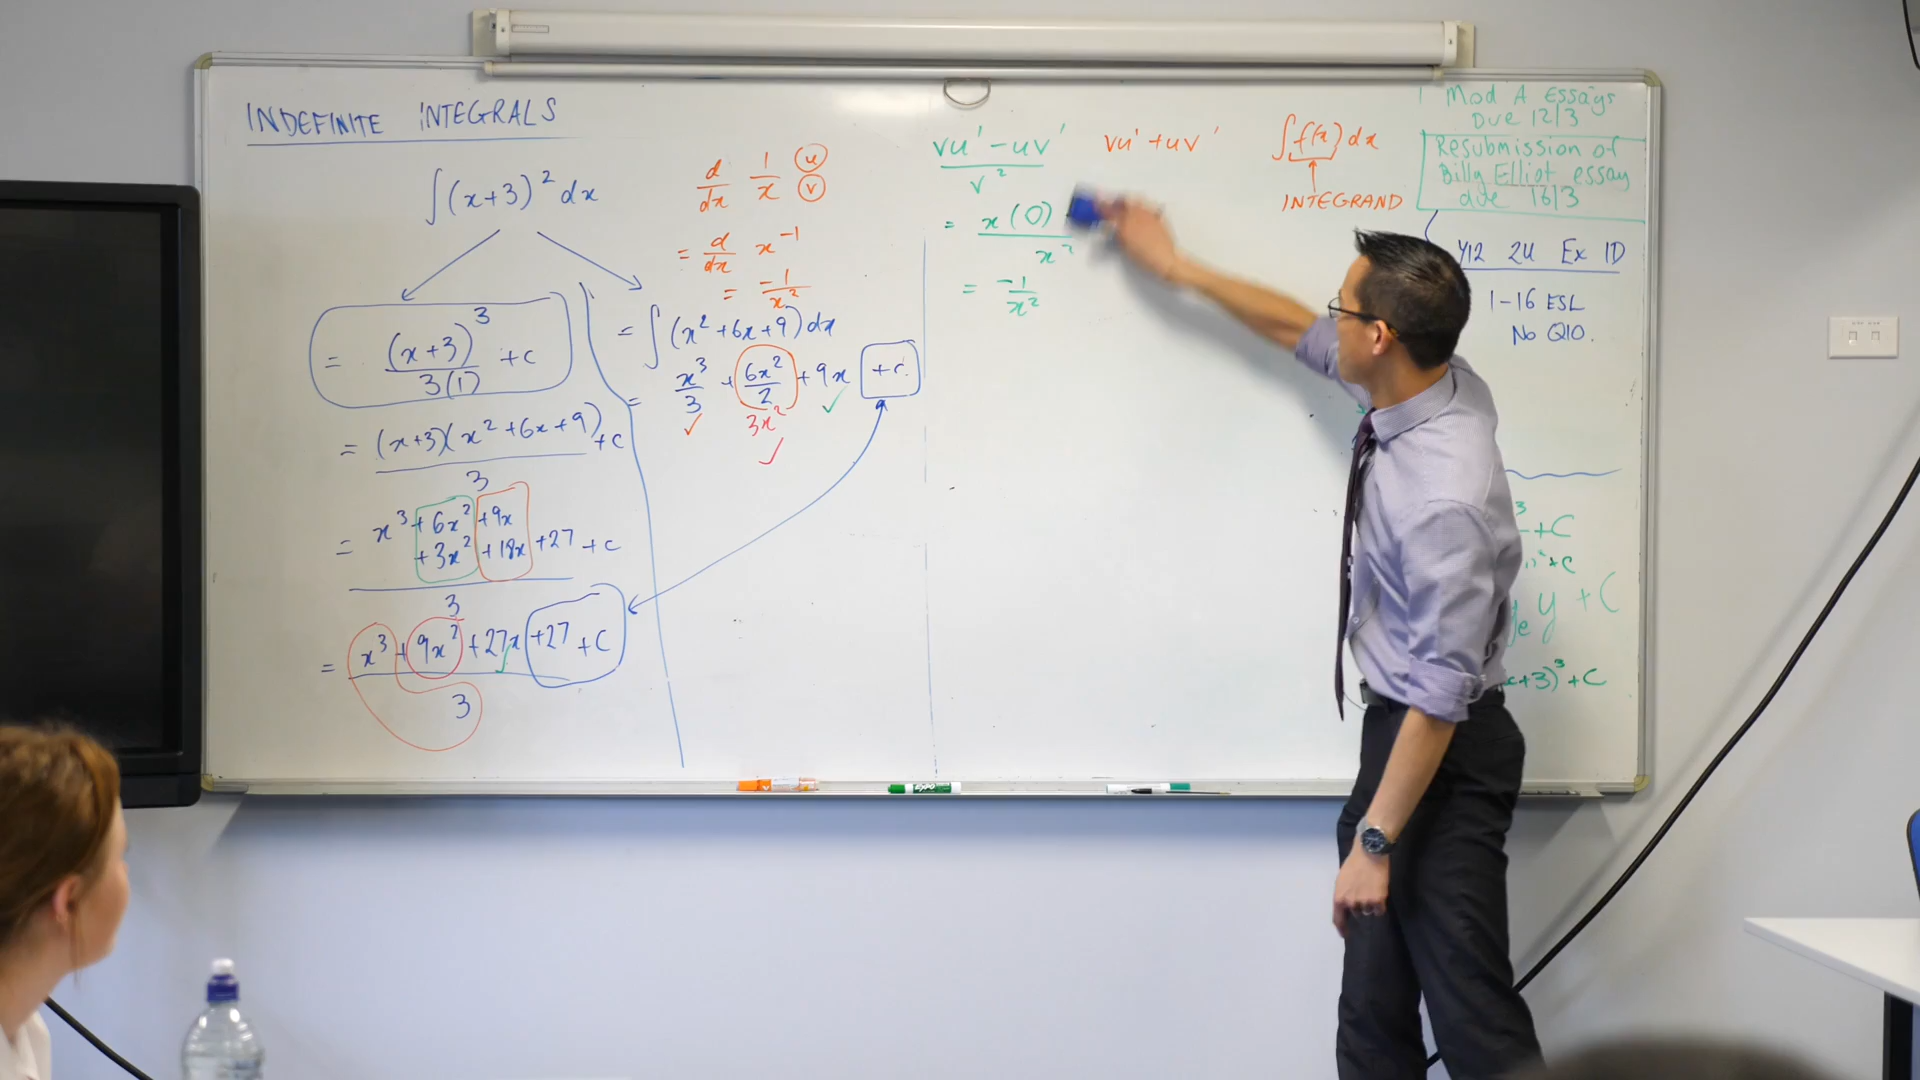 INDEFINITE INTEGRALS
∫(x+3)² dx
= (x+3)³ / 3(1) + c
= (x+3)(x²+6x+9) / 3 + c
= x³ + 6x² + 9x
+ 3x² + 18x + 27 + c
3
= x³ + 9x² + 27x + 27 + c
3
d/dx 1/x u v
= d/dx x⁻¹
= -1/x²
= ∫(x²+6x+9)dx
= x³/3 + 6x²/2 + 9x + c
3x²
vu' - uv' / v²
= x(0) / x²
= -1/x²
vu' + uv'
∫f(x) dx
INTEGRAND
Mod A Essays
Due 12/3
Resubmission of
Billy Elliot essay
due 16/3
Y12 2U Ex 1D
1-16 ESL
No Q10.
3
+C
+C
y + C
e
+3)³ + C
EXPO